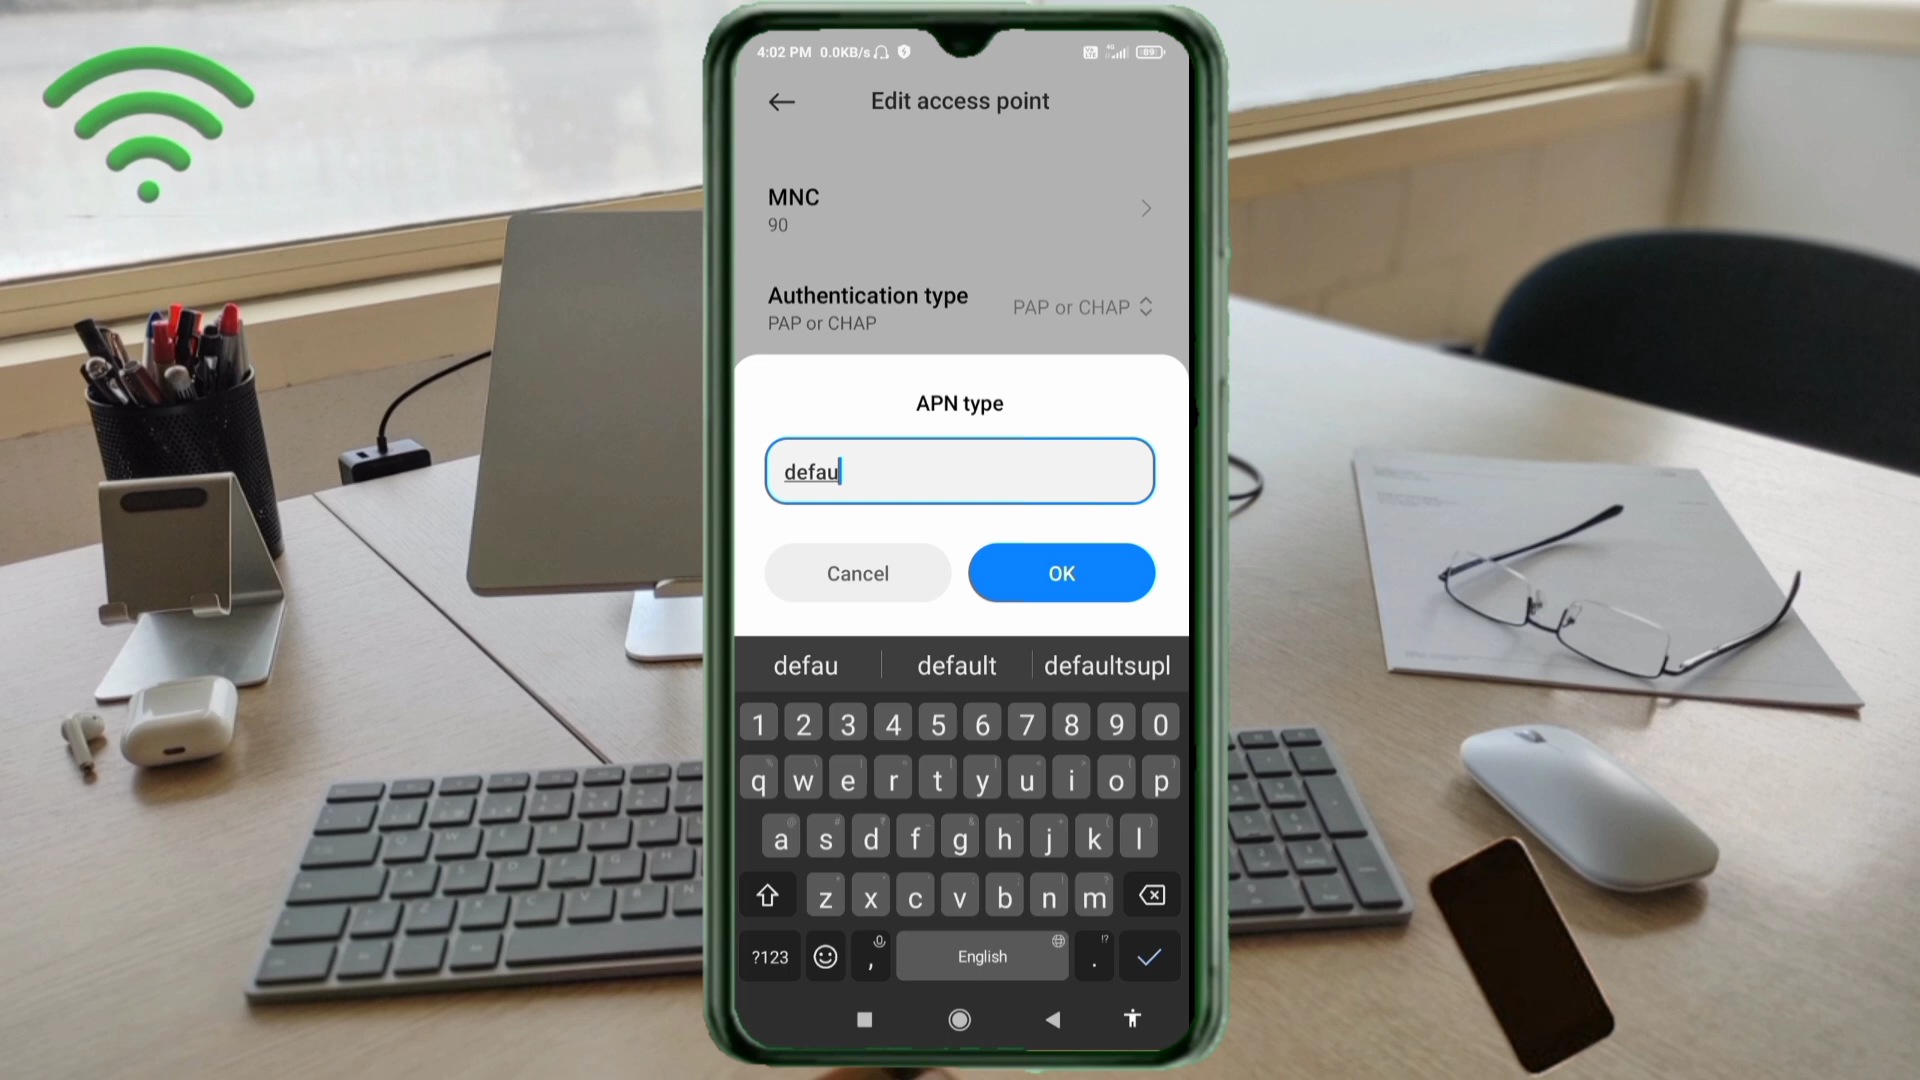 4:02 PM 0.0KB/s 4G 89
Edit access point
MNC
90
Authentication type
PAP or CHAP
PAP or CHAP
APN type
defau
Cancel OK
defau default defaultsupl
1 2 3 4 5 6 7 8 9 0
q w e r t y u i o p
a s d f g h j k l
z x c v b n m
?123 , English . !?